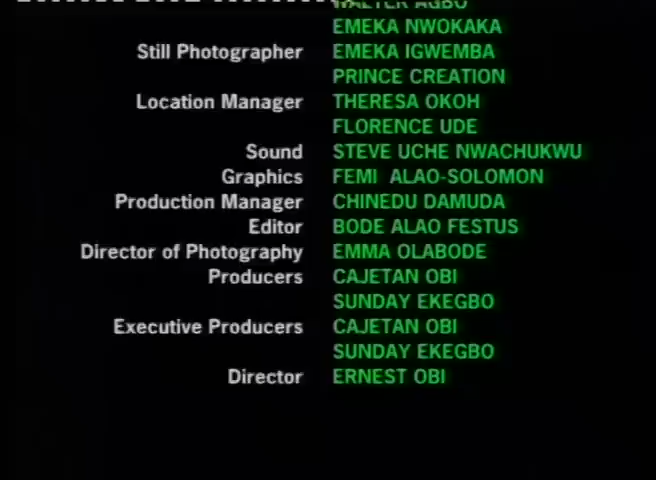 WALTER AGBO
EMEKA NWOKAKA
Still Photographer EMEKA IGWEMBA
PRINCE CREATION
Location Manager THERESA OKOH
FLORENCE UDE
Sound STEVE UCHE NWACHUKWU
Graphics FEMI ALAO-SOLOMON
Production Manager CHINEDU DAMUDA
Editor BODE ALAO FESTUS
Director of Photography EMMA OLABODE
Producers CAJETAN OBI
SUNDAY EKEGBO
Executive Producers CAJETAN OBI
SUNDAY EKEGBO
Director ERNEST OBI